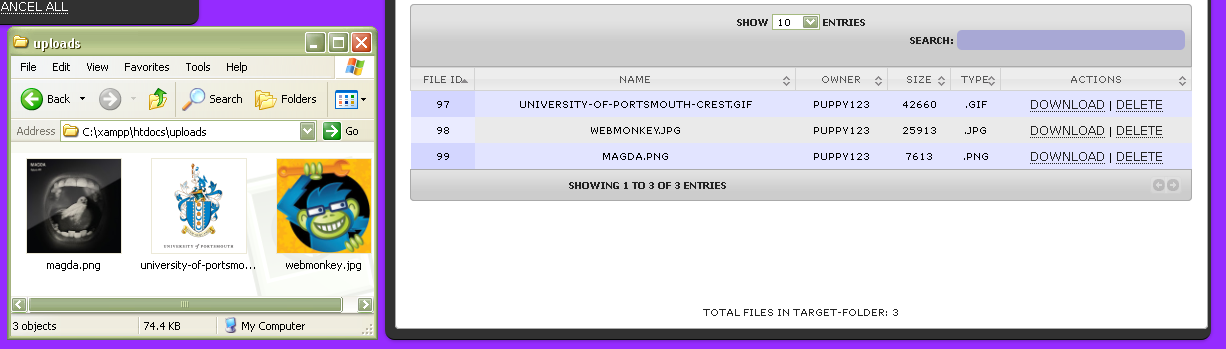 ANCEL ALL
uploads
File Edit View Favorites Tools Help
Back Search Folders
Address C:\xampp\htdocs\uploads Go
MAGDA
UNIVERSITY OF PORTSMOUTH
magda.png university-of-portsmo... webmonkey.jpg
3 objects 74.4 KB My Computer
SHOW 10 ENTRIES
SEARCH:
FILE ID NAME OWNER SIZE TYPE ACTIONS
97 UNIVERSITY-OF-PORTSMOUTH-CREST.GIF PUPPY123 42660 .GIF DOWNLOAD | DELETE
98 WEBMONKEY.JPG PUPPY123 25913 .JPG DOWNLOAD | DELETE
99 MAGDA.PNG PUPPY123 7613 .PNG DOWNLOAD | DELETE
SHOWING 1 TO 3 OF 3 ENTRIES
TOTAL FILES IN TARGET-FOLDER: 3